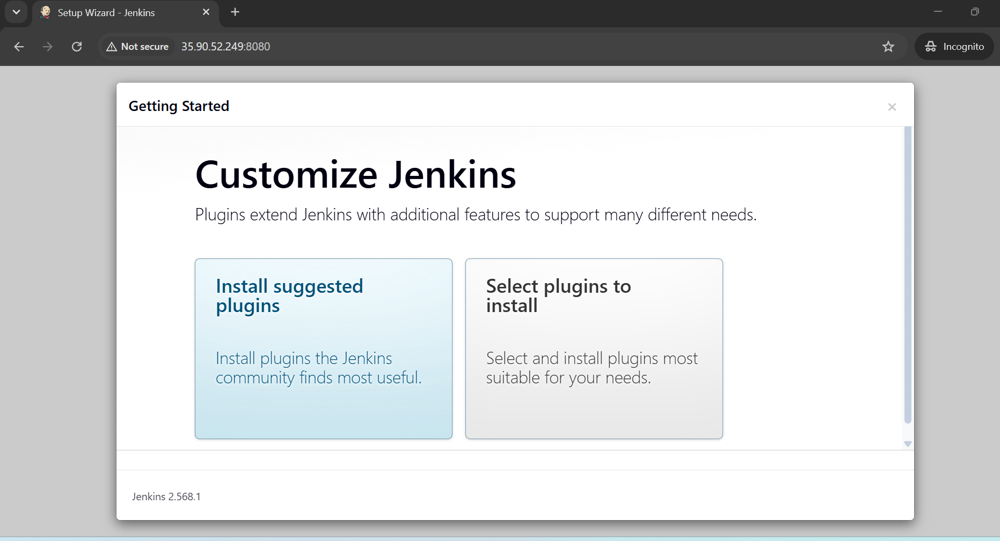 Setup Wizard - Jenkins
Not secure
35.90.52.249:8080
Incognito
Getting Started
Customize Jenkins
Plugins extend Jenkins with additional features to support many different needs.
Install suggested
plugins
Install plugins the Jenkins
community finds most useful.
Select plugins to
install
Select and install plugins most
suitable for your needs.
Jenkins 2.568.1